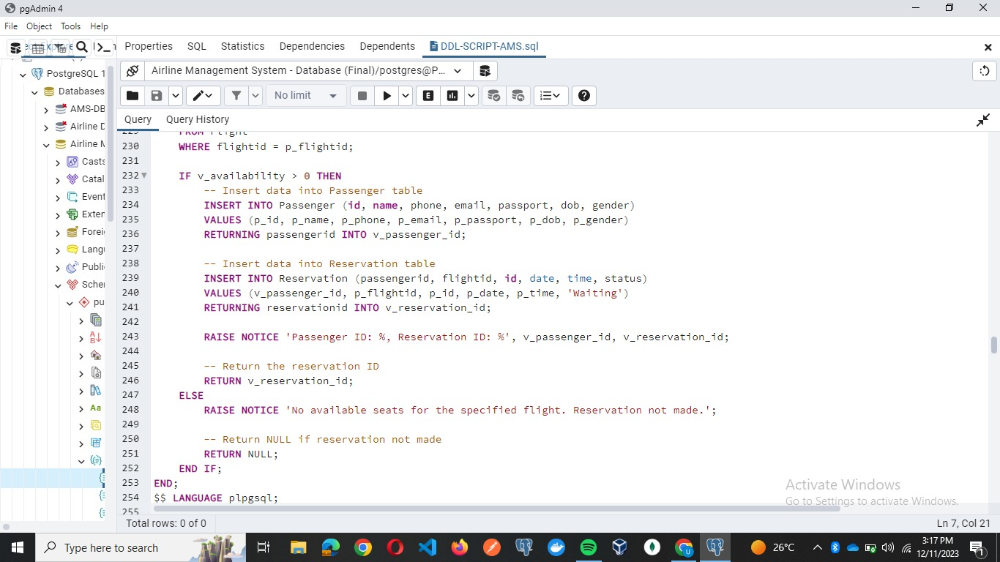 pgAdmin 4
File Object Tools Help
Properties SQL Statistics Dependencies Dependents DDL-SCRIPT-AMS.sql
PostgreSQL 1
Databases
AMS-DB
Airline D
Airline M
Casts
Catal
Event
Exter
Forei
Langu
Publi
Scher
pu
Aa
Airline Management System - Database (Final)/postgres@P...
No limit
Query Query History
229 FROM Flight
230 WHERE flightid = p_flightid;
231
232 IF v_availability > 0 THEN
233 -- Insert data into Passenger table
234 INSERT INTO Passenger (id, name, phone, email, passport, dob, gender)
235 VALUES (p_id, p_name, p_phone, p_email, p_passport, p_dob, p_gender)
236 RETURNING passengerid INTO v_passenger_id;
237
238 -- Insert data into Reservation table
239 INSERT INTO Reservation (passengerid, flightid, id, date, time, status)
240 VALUES (v_passenger_id, p_flightid, p_id, p_date, p_time, 'Waiting')
241 RETURNING reservationid INTO v_reservation_id;
242
243 RAISE NOTICE 'Passenger ID: %, Reservation ID: %', v_passenger_id, v_reservation_id;
244
245 -- Return the reservation ID
246 RETURN v_reservation_id;
247 ELSE
248 RAISE NOTICE 'No available seats for the specified flight. Reservation not made.';
249
250 -- Return NULL if reservation not made
251 RETURN NULL;
252 END IF;
253 END;
254 $$ LANGUAGE plpgsql;
255
Activate Windows
Go to Settings to activate Windows.
Total rows: 0 of 0
Ln 7, Col 21
Type here to search
26°C
3:17 PM
12/11/2023
1